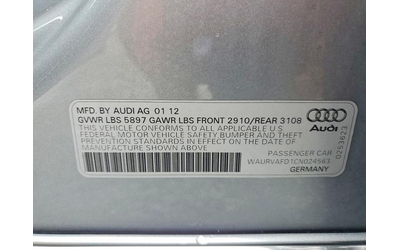 MFD. BY AUDI AG 01 12
GVWR LBS 5897 GAWR LBS FRONT 2910/REAR 3108
THIS VEHICLE CONFORMS TO ALL APPLICABLE U S
FEDERAL MOTOR VEHICLE SAFETY, BUMPER AND THEFT
PREVENTION STANDARDS IN EFFECT ON THE DATE OF
MANUFACTURE SHOWN ABOVE
Audi
0253623
PASSENGER CAR
WAURVAFD1CN024563
GERMANY